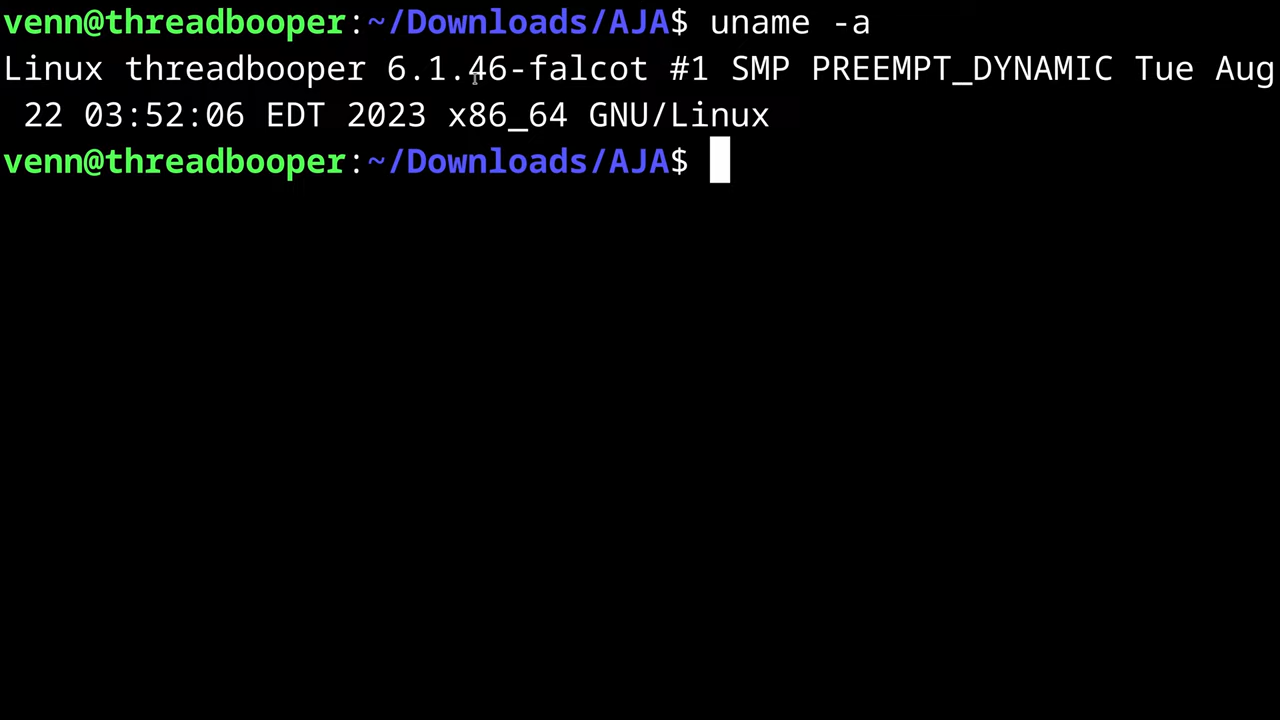 venn@threadbooper:~/Downloads/AJA$ uname -a
Linux threadbooper 6.1.46-falcot #1 SMP PREEMPT_DYNAMIC Tue Aug
 22 03:52:06 EDT 2023 x86_64 GNU/Linux
venn@threadbooper:~/Downloads/AJA$